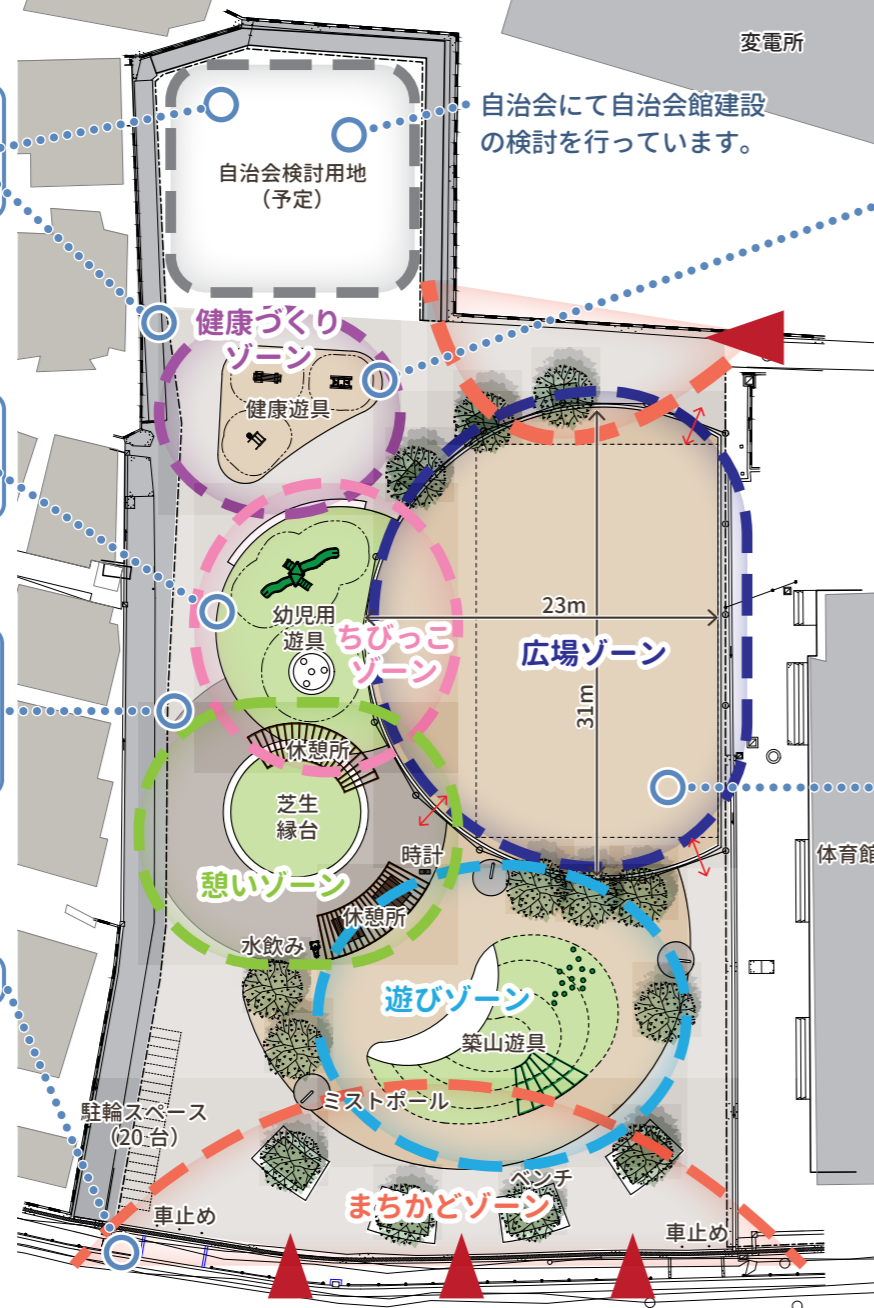 変電所
自治会にて自治会館建設
の検討を行っています。
自治会検討用地
（予定）
健康づくり
ゾーン
健康遊具
幼児用
遊具
ちびっこ
ゾーン
23m
広場ゾーン
31m
休憩所
芝生
縁台
時計
体育館
憩いゾーン
休憩所
水飲み
遊びゾーン
築山遊具
ミストポール
駐輪スペース
（20台）
ベンチ
まちかどゾーン
車止め
車止め